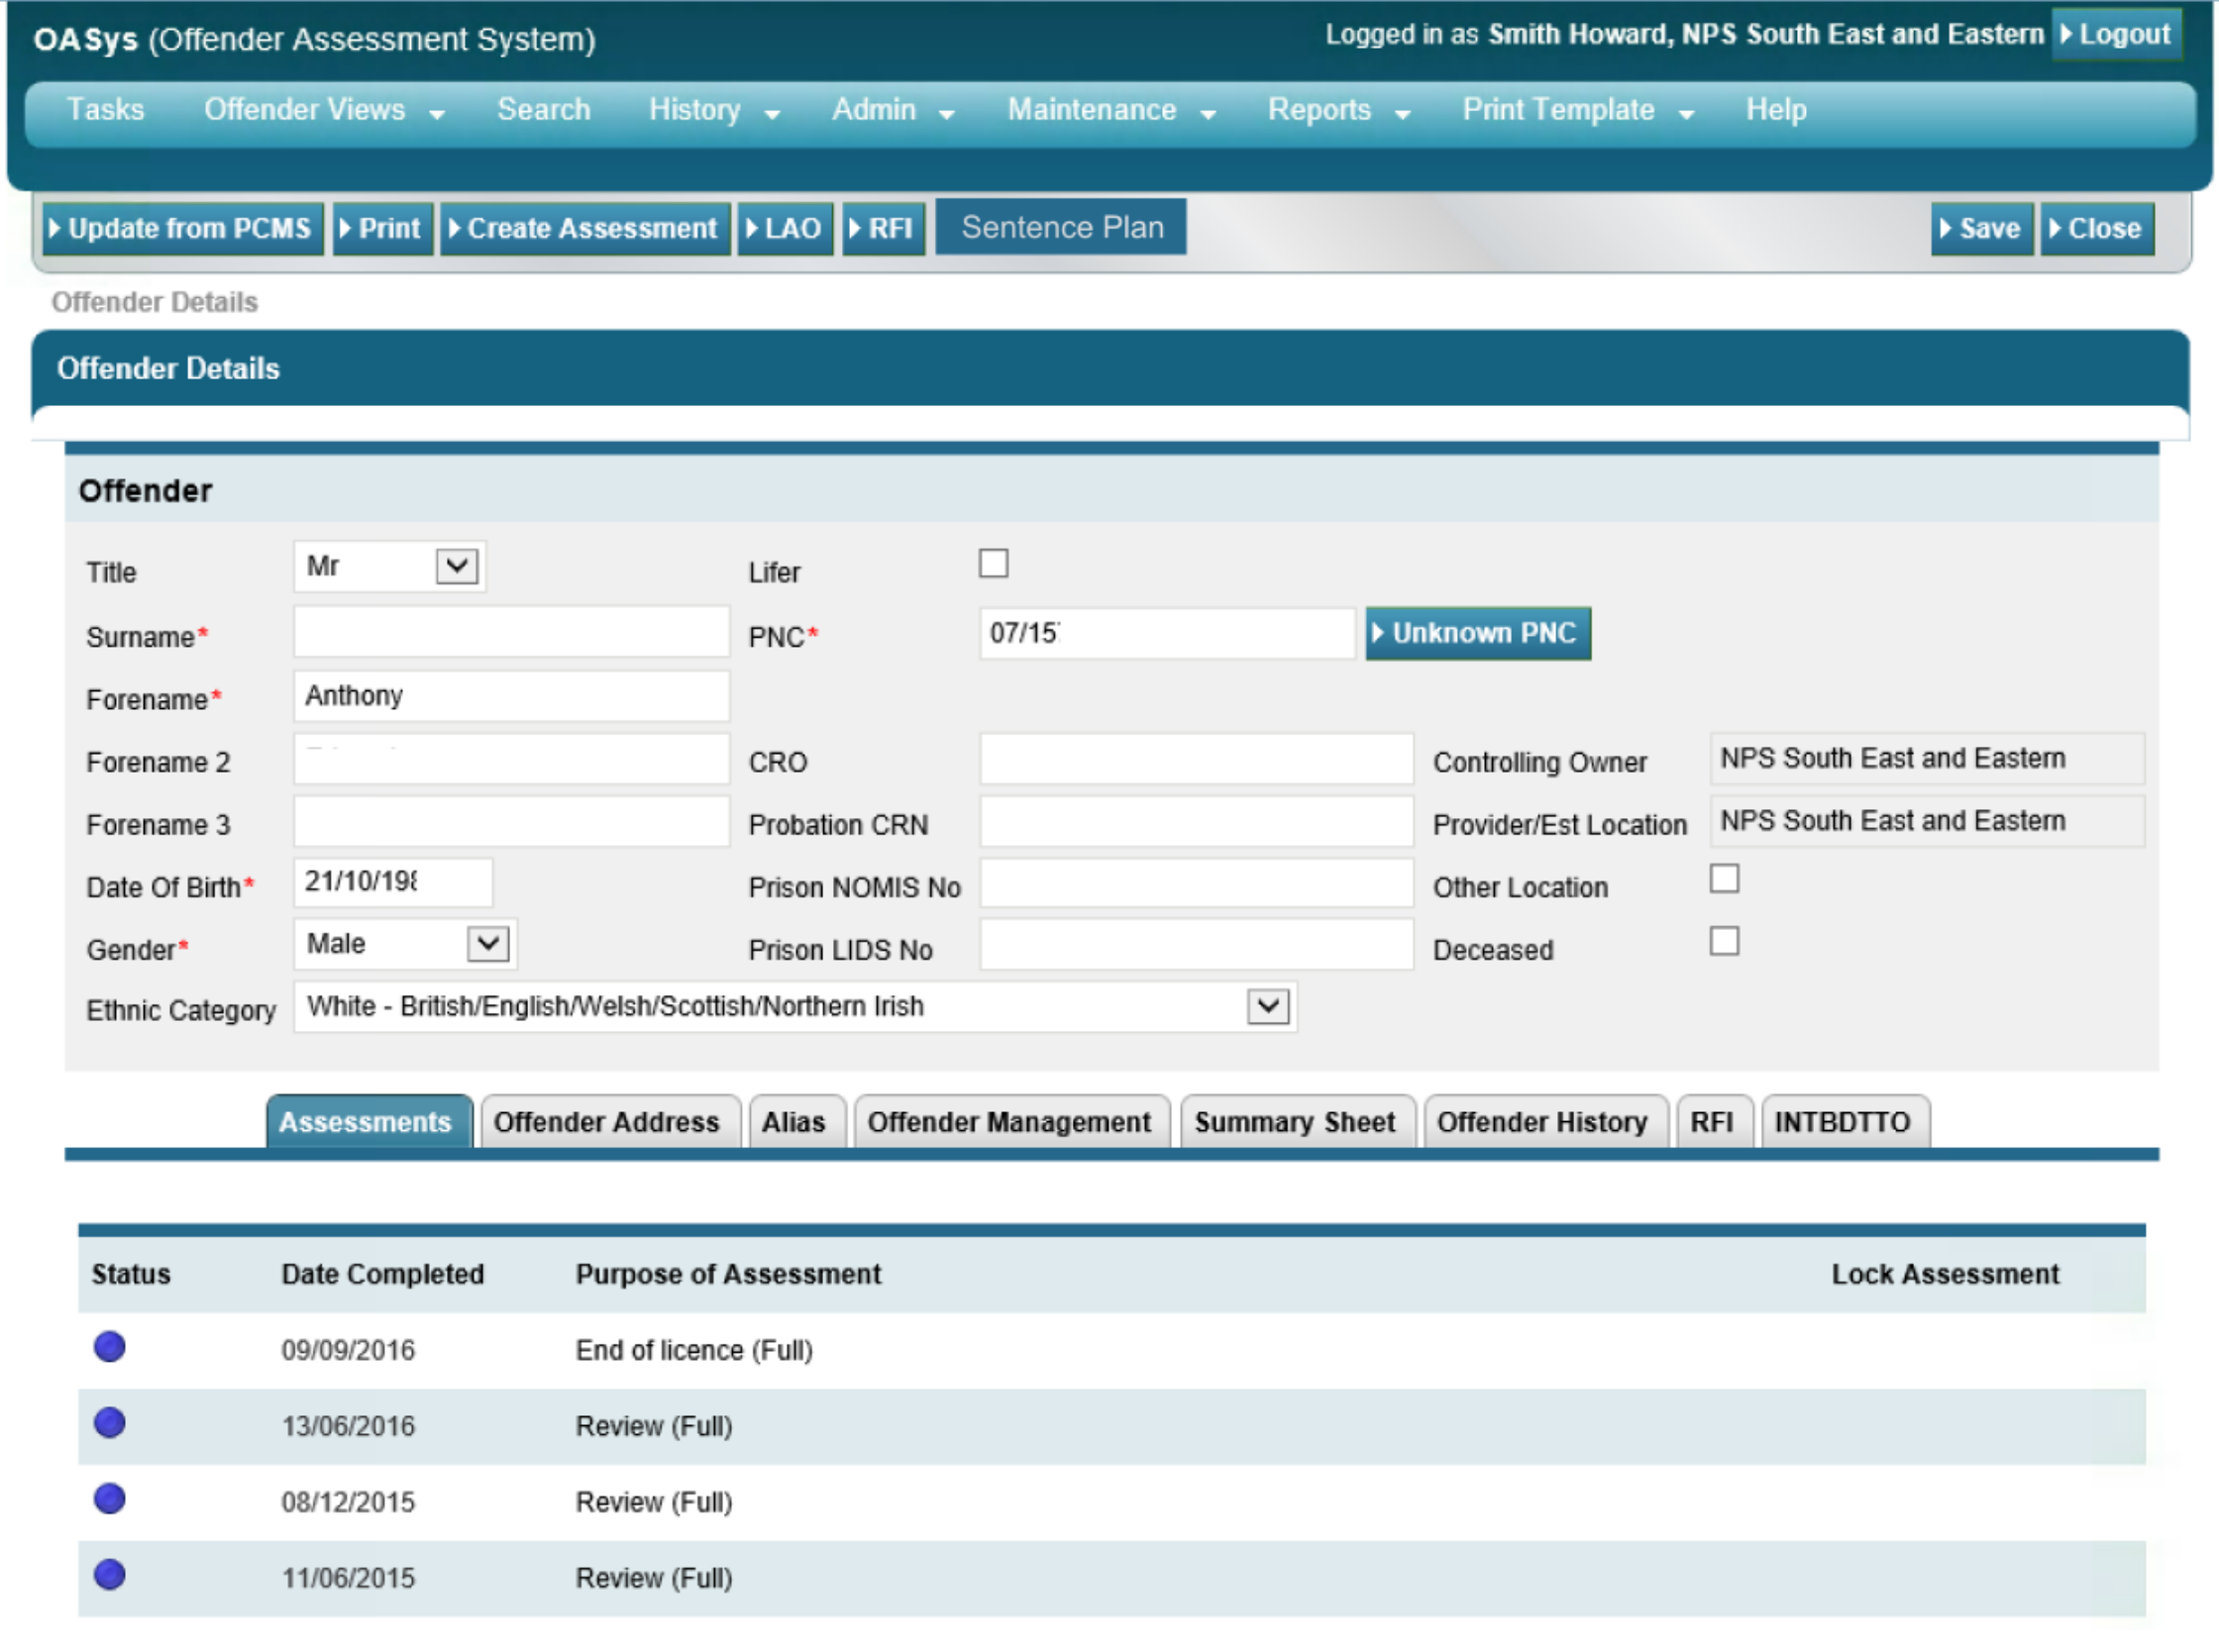 OASys (Offender Assessment System)
Logged in as Smith Howard, NPS South East and Eastern Logout
Tasks Offender Views Search History Admin Maintenance Reports Print Template Help
Update from PCMS Print Create Assessment LAO RFI Sentence Plan Save Close
Offender Details
Offender Details
Offender
Title Mr Lifer
Surname* PNC* 07/15 Unknown PNC
Forename* Anthony
Forename 2 CRO Controlling Owner NPS South East and Eastern
Forename 3 Probation CRN Provider/Est Location NPS South East and Eastern
Date Of Birth* 21/10/19 Prison NOMIS No Other Location
Gender* Male Prison LIDS No Deceased
Ethnic Category White - British/English/Welsh/Scottish/Northern Irish
Assessments Offender Address Alias Offender Management Summary Sheet Offender History RFI INTBDTTO
Status Date Completed Purpose of Assessment Lock Assessment
09/09/2016 End of licence (Full)
13/06/2016 Review (Full)
08/12/2015 Review (Full)
11/06/2015 Review (Full)